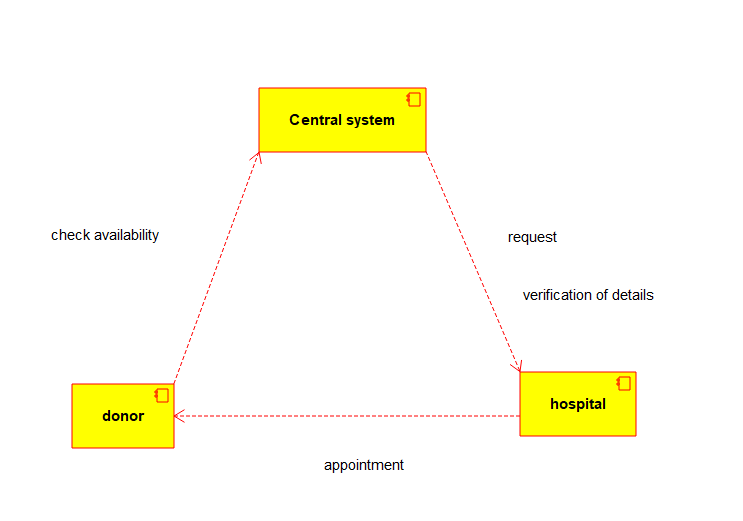 Central system
check availability
request
verification of details
donor
hospital
appointment